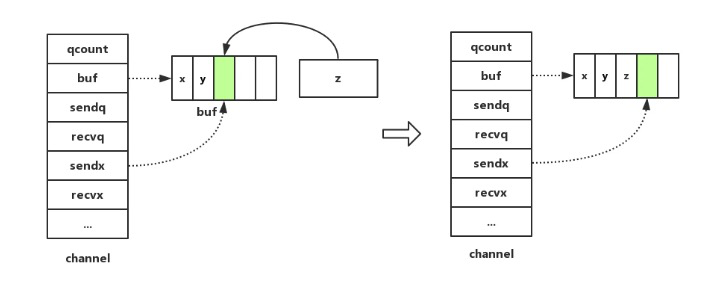 qcount
buf
sendq
recvq
sendx
recvx
...
channel
x y
buf
z
qcount
buf
sendq
recvq
sendx
recvx
...
channel
x y z